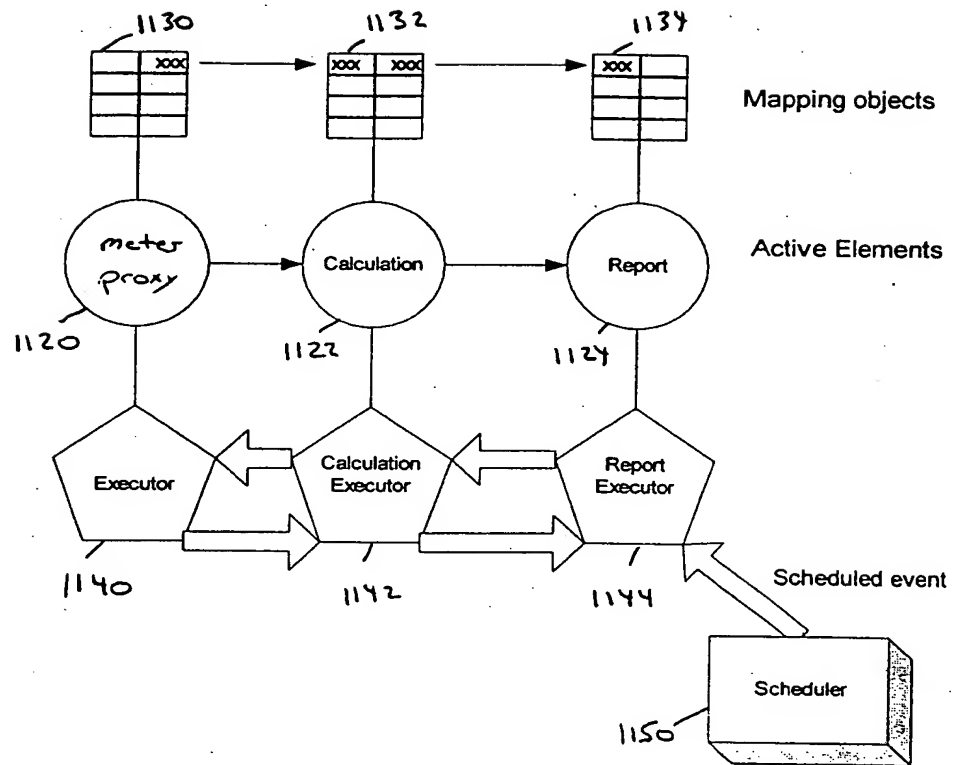 1130
1132
1134
xxx
xxx
xxx
xxx
Mapping objects
meter
proxy
Calculation
Report
Active Elements
1120
1122
1124
Executor
Calculation
Executor
Report
Executor
1140
1142
1144
Scheduled event
Scheduler
1150